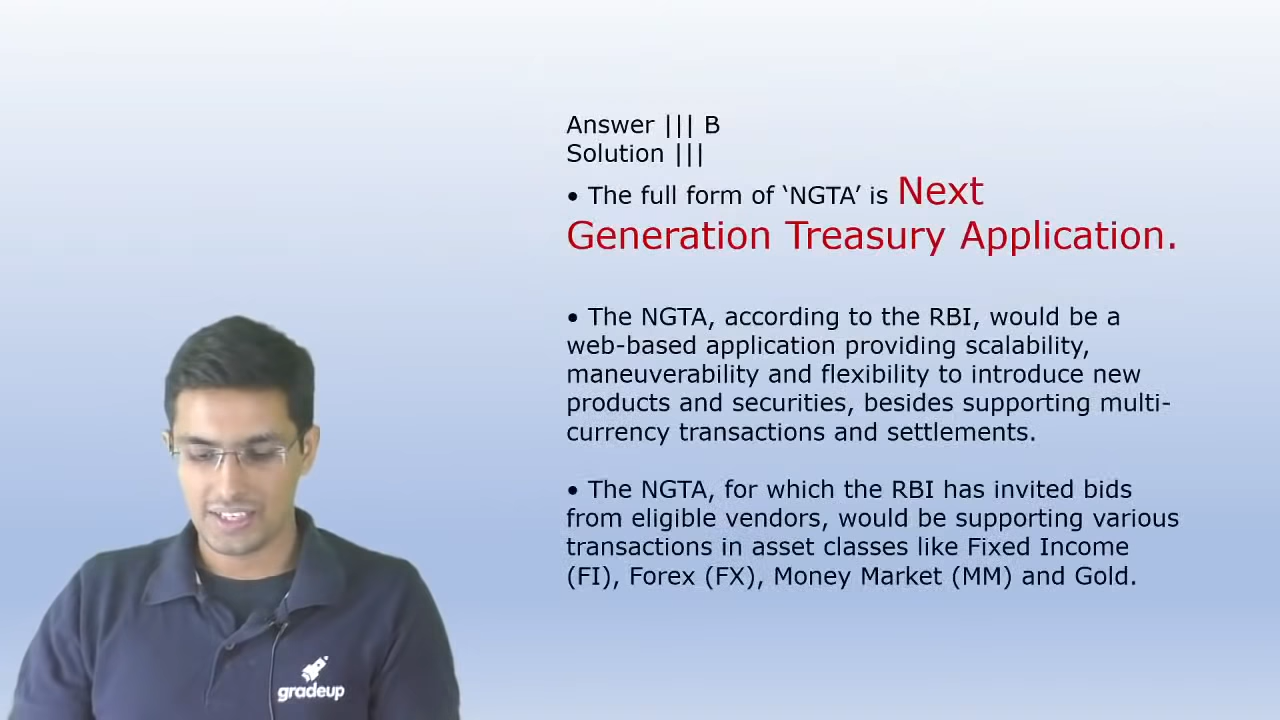 Answer ||| B
Solution |||
• The full form of ‘NGTA’ is Next
Generation Treasury Application.
• The NGTA, according to the RBI, would be a
web-based application providing scalability,
maneuverability and flexibility to introduce new
products and securities, besides supporting multi-
currency transactions and settlements.
• The NGTA, for which the RBI has invited bids
from eligible vendors, would be supporting various
transactions in asset classes like Fixed Income
(FI), Forex (FX), Money Market (MM) and Gold.
gradeup